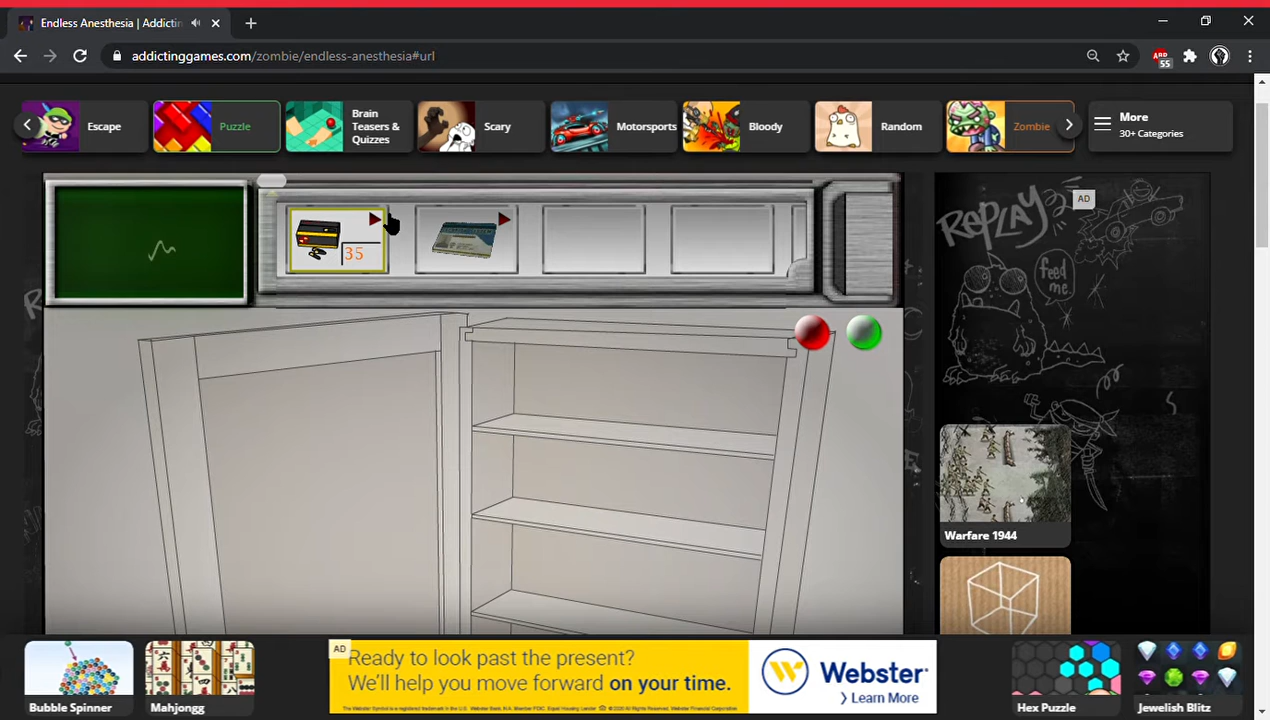 Endless Anesthesia | Addictin
addictinggames.com/zombie/endless-anesthesia#url
55
Escape
Puzzle
Brain
Teasers &
Quizzes
Scary
Motorsports
Bloody
Random
Zombie
More
30+ Categories
35
AD
REPLAY
feed
me.
Warfare 1944
Bubble Spinner
Mahjongg
AD
Ready to look past the present?
We'll help you move forward on your time.
Webster
Learn More
Hex Puzzle
Jewelish Blitz